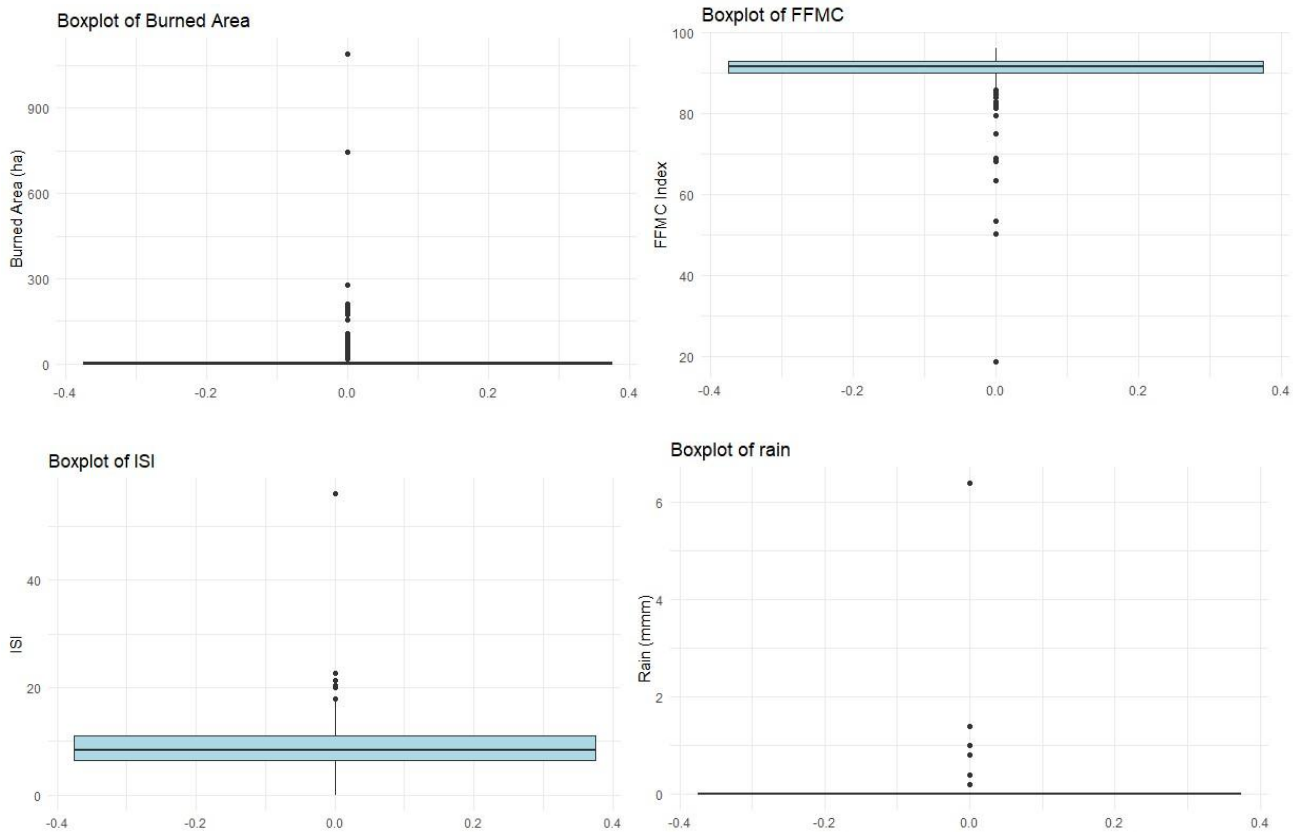 Boxplot of Burned Area
Burned Area (ha)
900
600
300
0
-0.4 -0.2 0.0 0.2 0.4
Boxplot of FFMC
FFMC Index
100
80
60
40
20
-0.4 -0.2 0.0 0.2 0.4
Boxplot of ISI
ISI
40
20
0
-0.4 -0.2 0.0 0.2 0.4
Boxplot of rain
Rain (mmm)
6
4
2
0
-0.4 -0.2 0.0 0.2 0.4